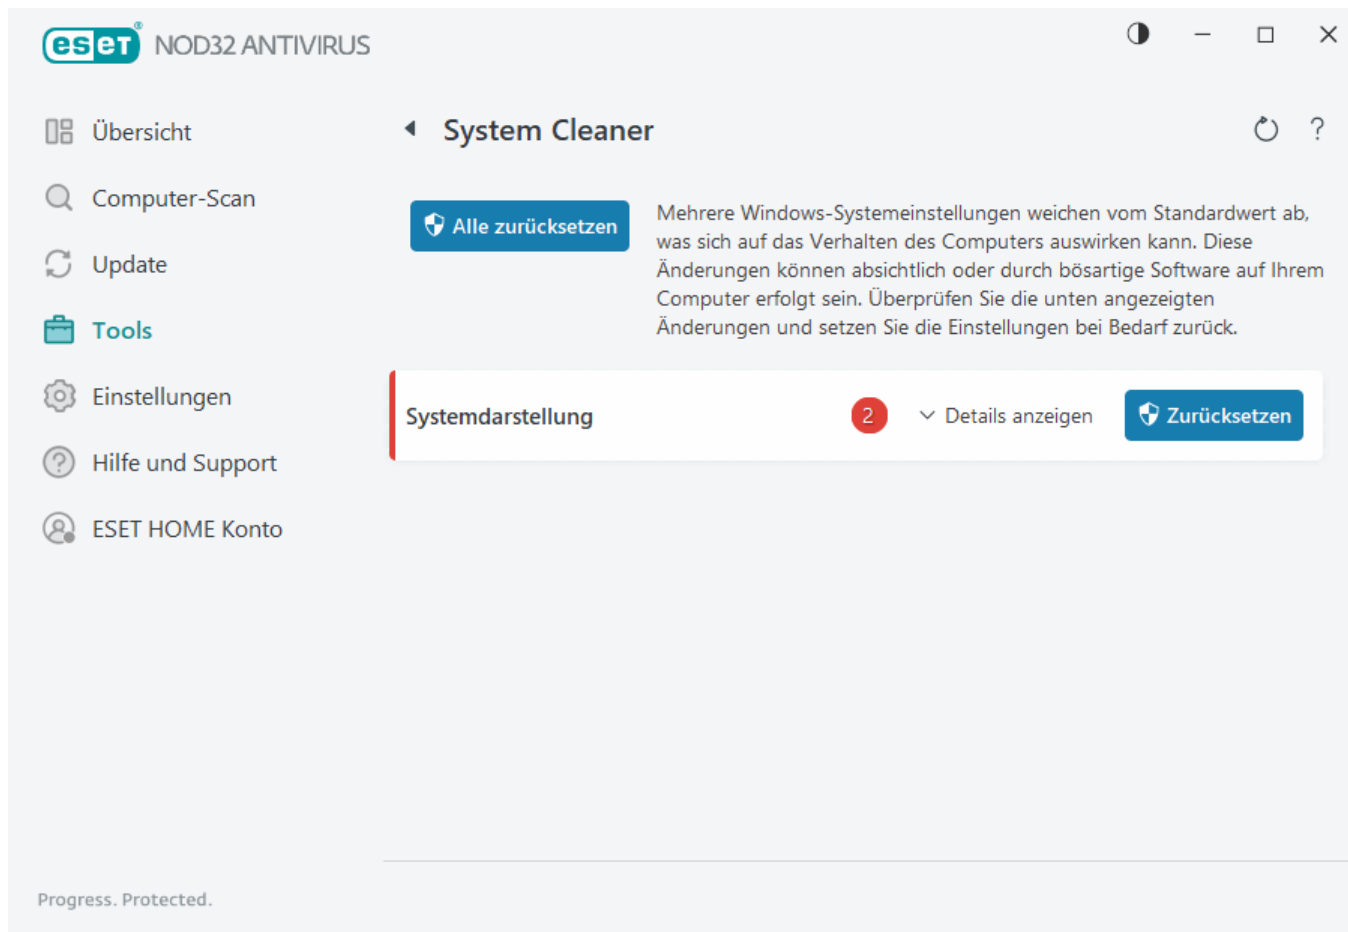 eset® NOD32 ANTIVIRUS
Übersicht
Computer-Scan
Update
Tools
Einstellungen
Hilfe und Support
ESET HOME Konto
System Cleaner
?
Alle zurücksetzen
Mehrere Windows-Systemeinstellungen weichen vom Standardwert ab,
was sich auf das Verhalten des Computers auswirken kann. Diese
Änderungen können absichtlich oder durch bösartige Software auf Ihrem
Computer erfolgt sein. Überprüfen Sie die unten angezeigten
Änderungen und setzen Sie die Einstellungen bei Bedarf zurück.
Systemdarstellung 2 Details anzeigen Zurücksetzen
Progress. Protected.